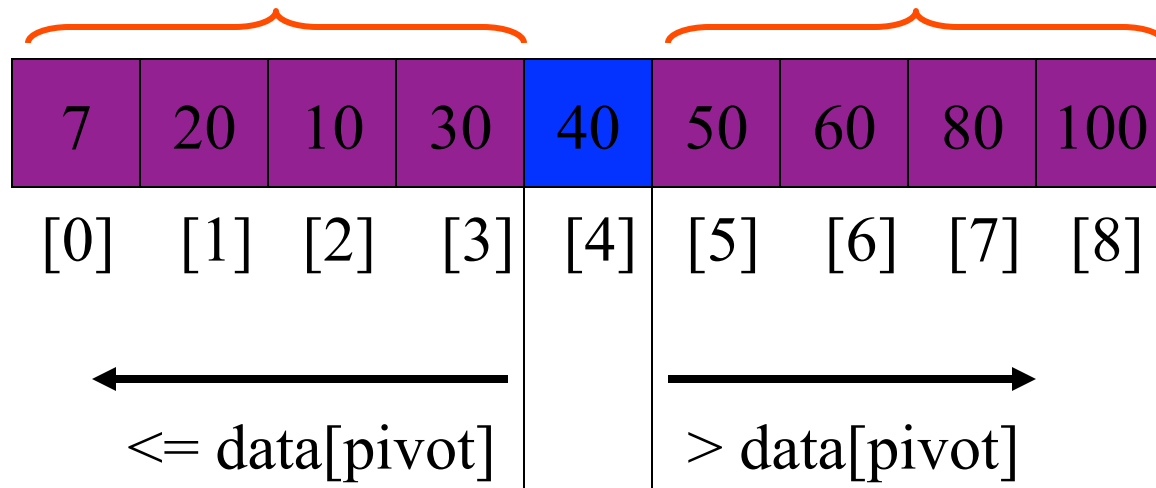 7 20 10 30 40 50 60 80 100
[0] [1] [2] [3] [4] [5] [6] [7] [8]
<= data[pivot] > data[pivot]